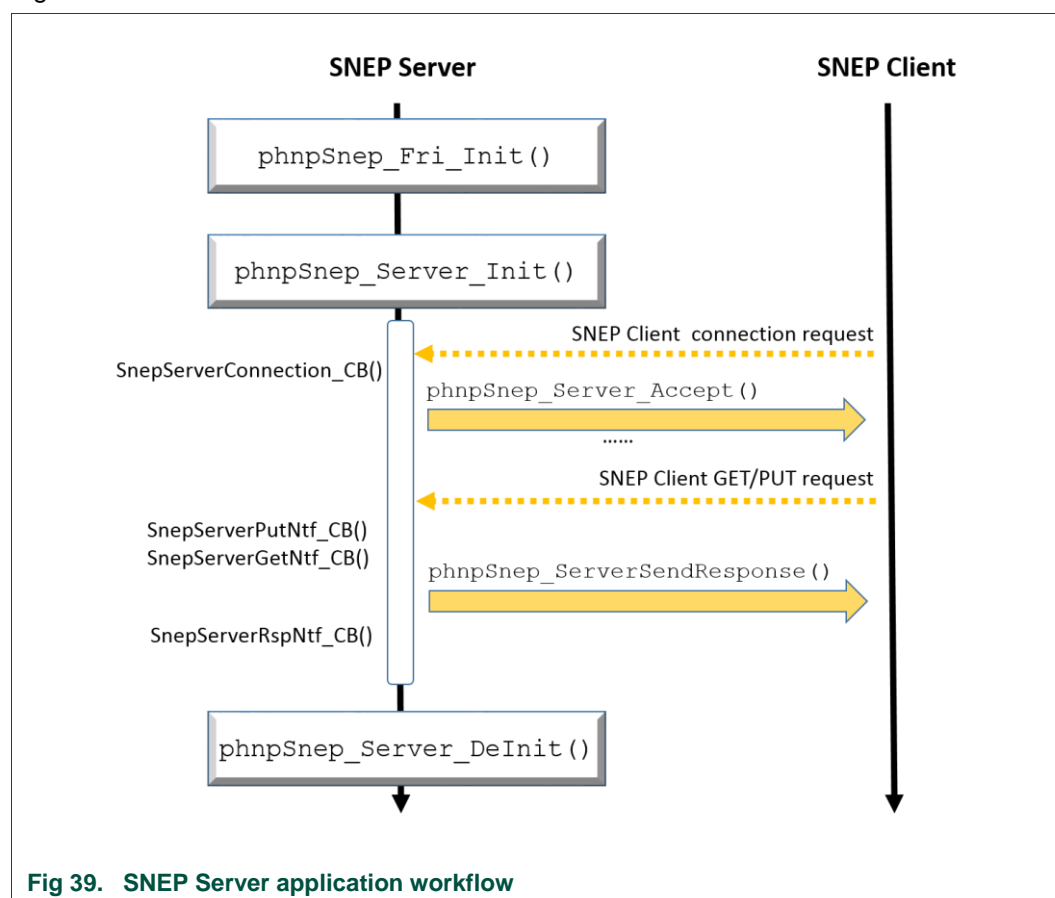 SNEP Server
SNEP Client
phnpSnep_Fri_Init()
phnpSnep_Server_Init()
SNEP Client connection request
SnepServerConnection_CB()
phnpSnep_Server_Accept()
......
SNEP Client GET/PUT request
SnepServerPutNtf_CB()
SnepServerGetNtf_CB()
phnpSnep_ServerSendResponse()
SnepServerRspNtf_CB()
phnpSnep_Server_DeInit()
Fig 39. SNEP Server application workflow